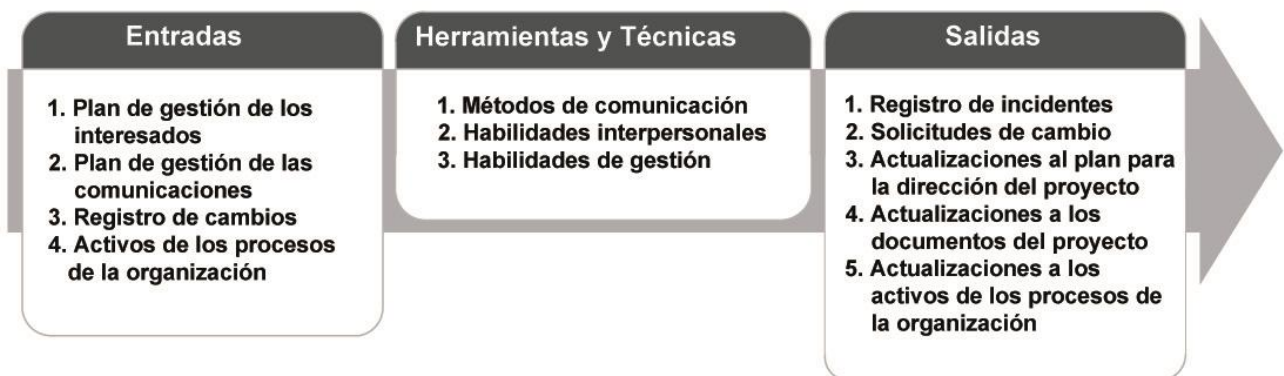 Entradas
1. Plan de gestión de los
interesados
2. Plan de gestión de las
comunicaciones
3. Registro de cambios
4. Activos de los procesos
de la organización
Herramientas y Técnicas
1. Métodos de comunicación
2. Habilidades interpersonales
3. Habilidades de gestión
Salidas
1. Registro de incidentes
2. Solicitudes de cambio
3. Actualizaciones al plan para
la dirección del proyecto
4. Actualizaciones a los
documentos del proyecto
5. Actualizaciones a los
activos de los procesos de
la organización